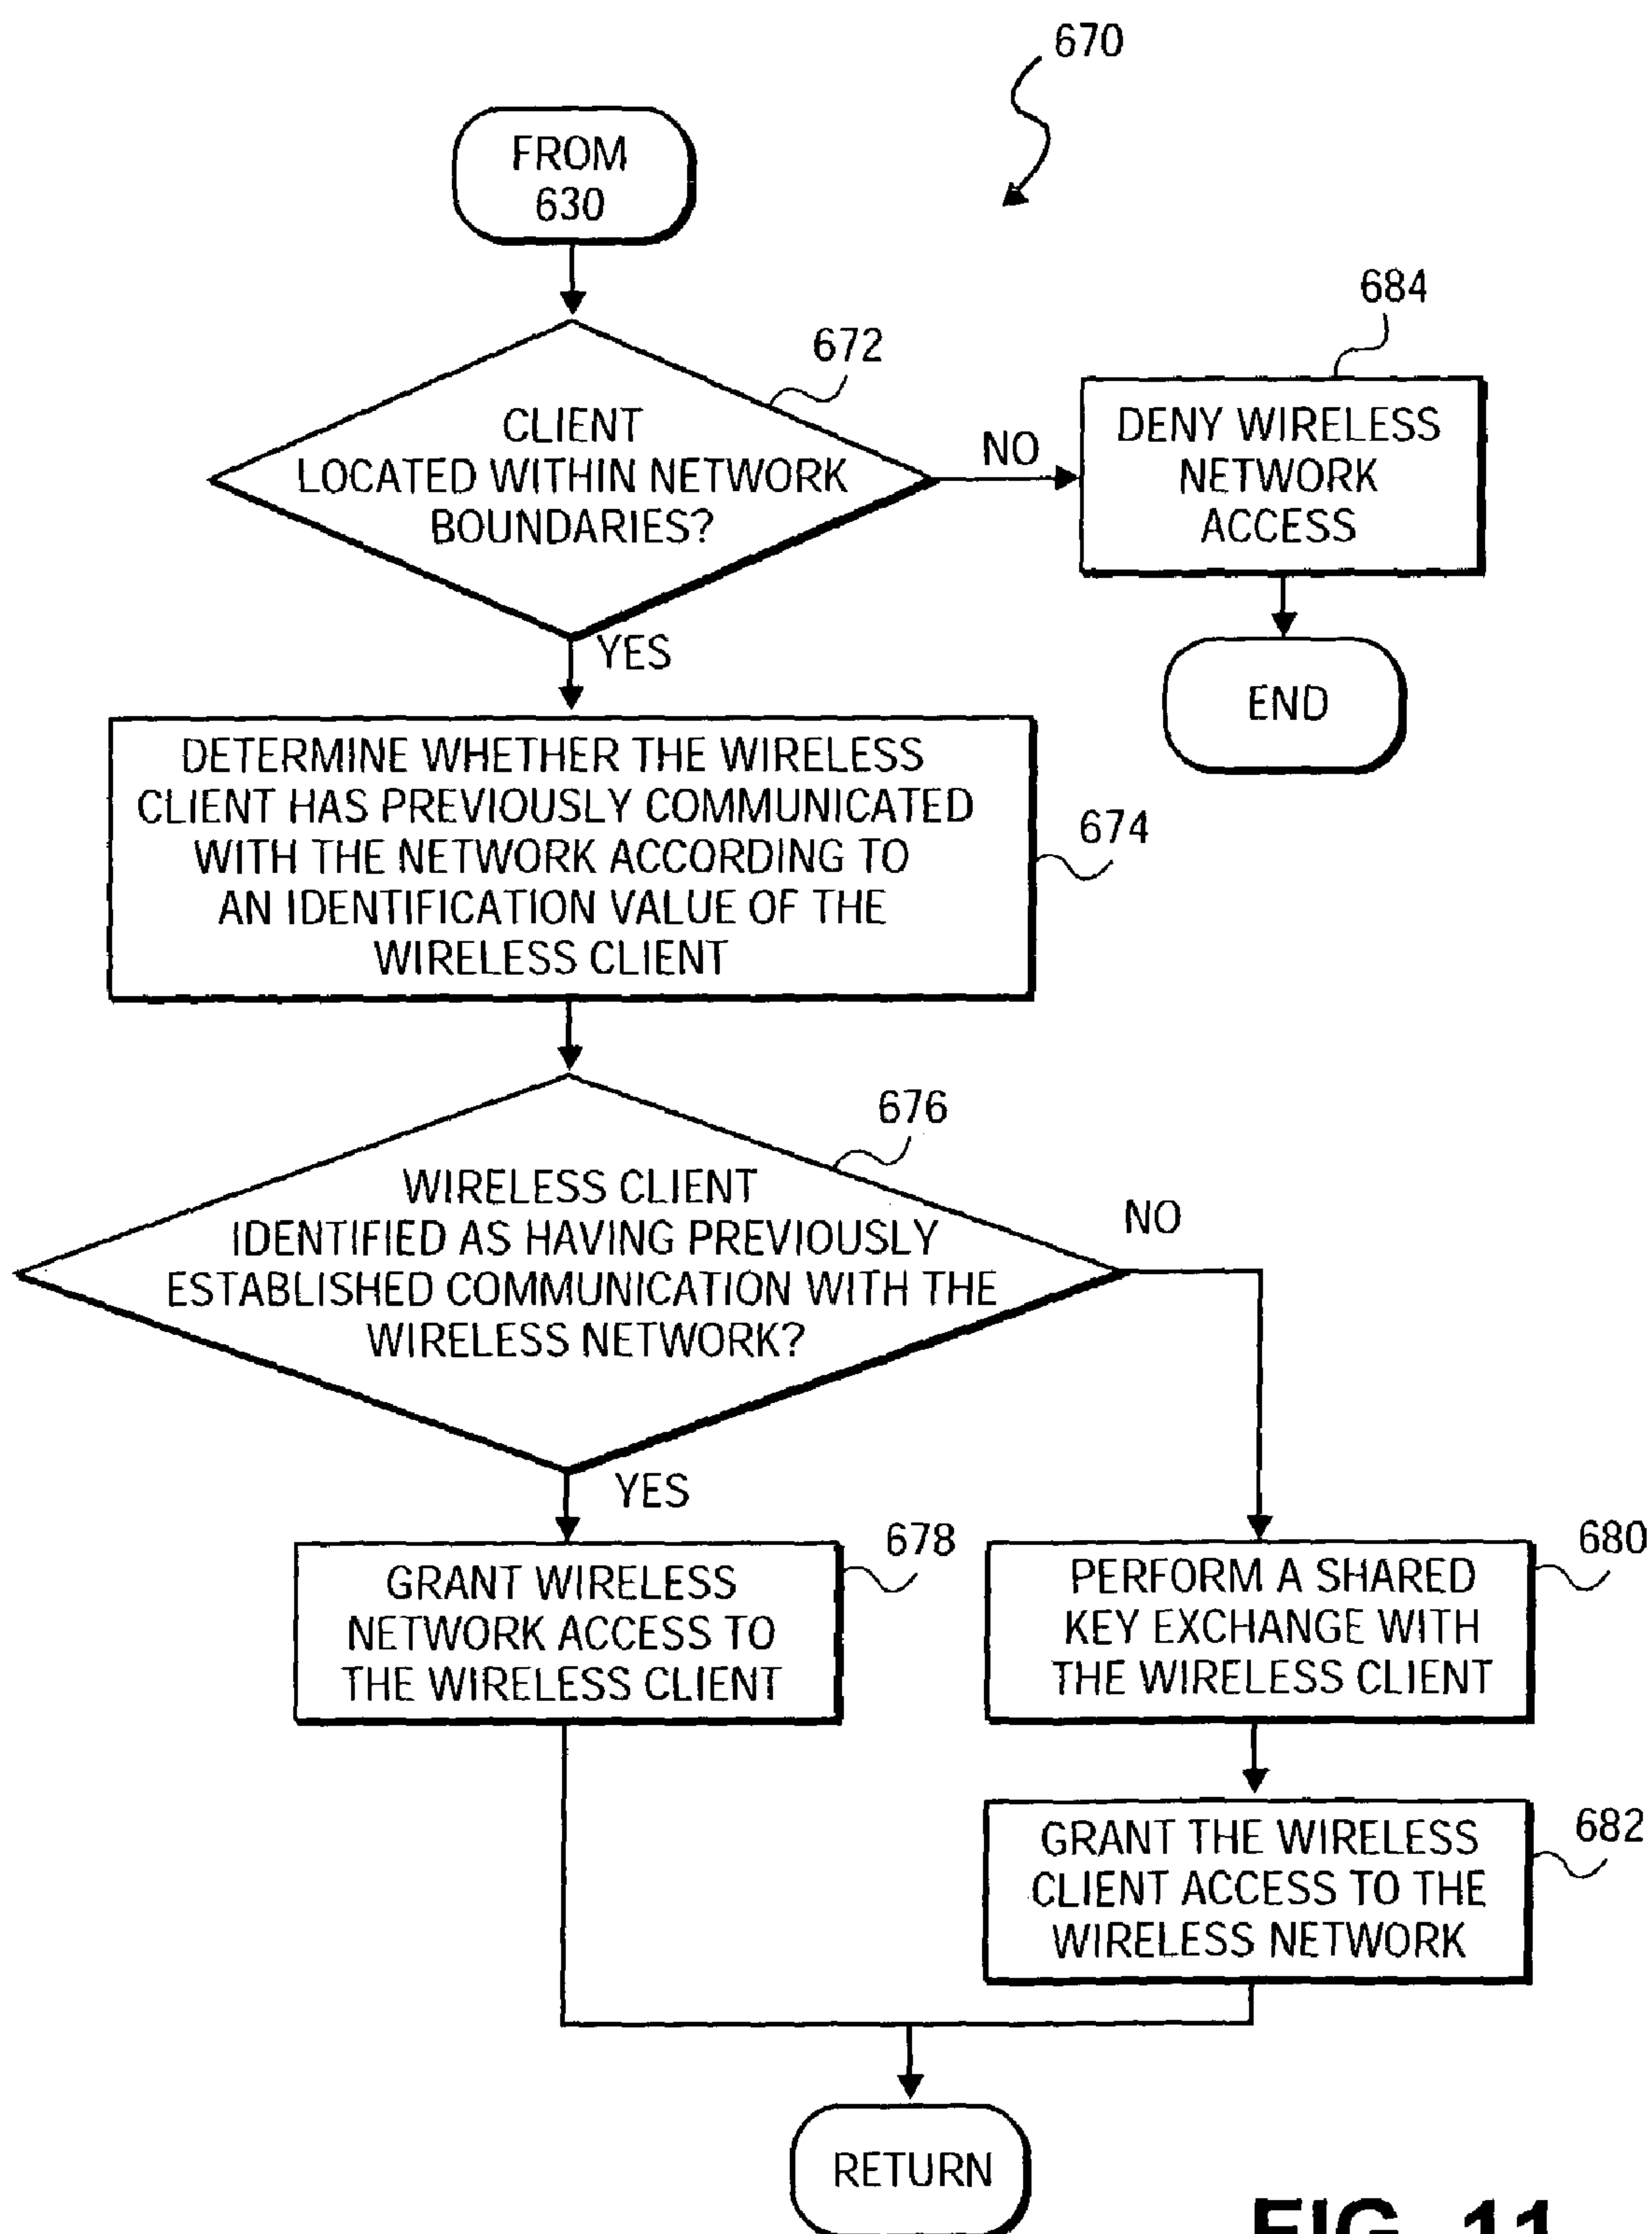 670
FROM
630
684
672
CLIENT
LOCATED WITHIN NETWORK
BOUNDARIES?
NO
DENY WIRELESS
NETWORK
ACCESS
YES
END
DETERMINE WHETHER THE WIRELESS
CLIENT HAS PREVIOUSLY COMMUNICATED
WITH THE NETWORK ACCORDING TO
AN IDENTIFICATION VALUE OF THE
WIRELESS CLIENT
674
676
WIRELESS CLIENT
IDENTIFIED AS HAVING PREVIOUSLY
ESTABLISHED COMMUNICATION WITH THE
WIRELESS NETWORK?
NO
YES
678
GRANT WIRELESS
NETWORK ACCESS TO
THE WIRELESS CLIENT
680
PERFORM A SHARED
KEY EXCHANGE WITH
THE WIRELESS CLIENT
682
GRANT THE WIRELESS
CLIENT ACCESS TO THE
WIRELESS NETWORK
RETURN
FIG. 11